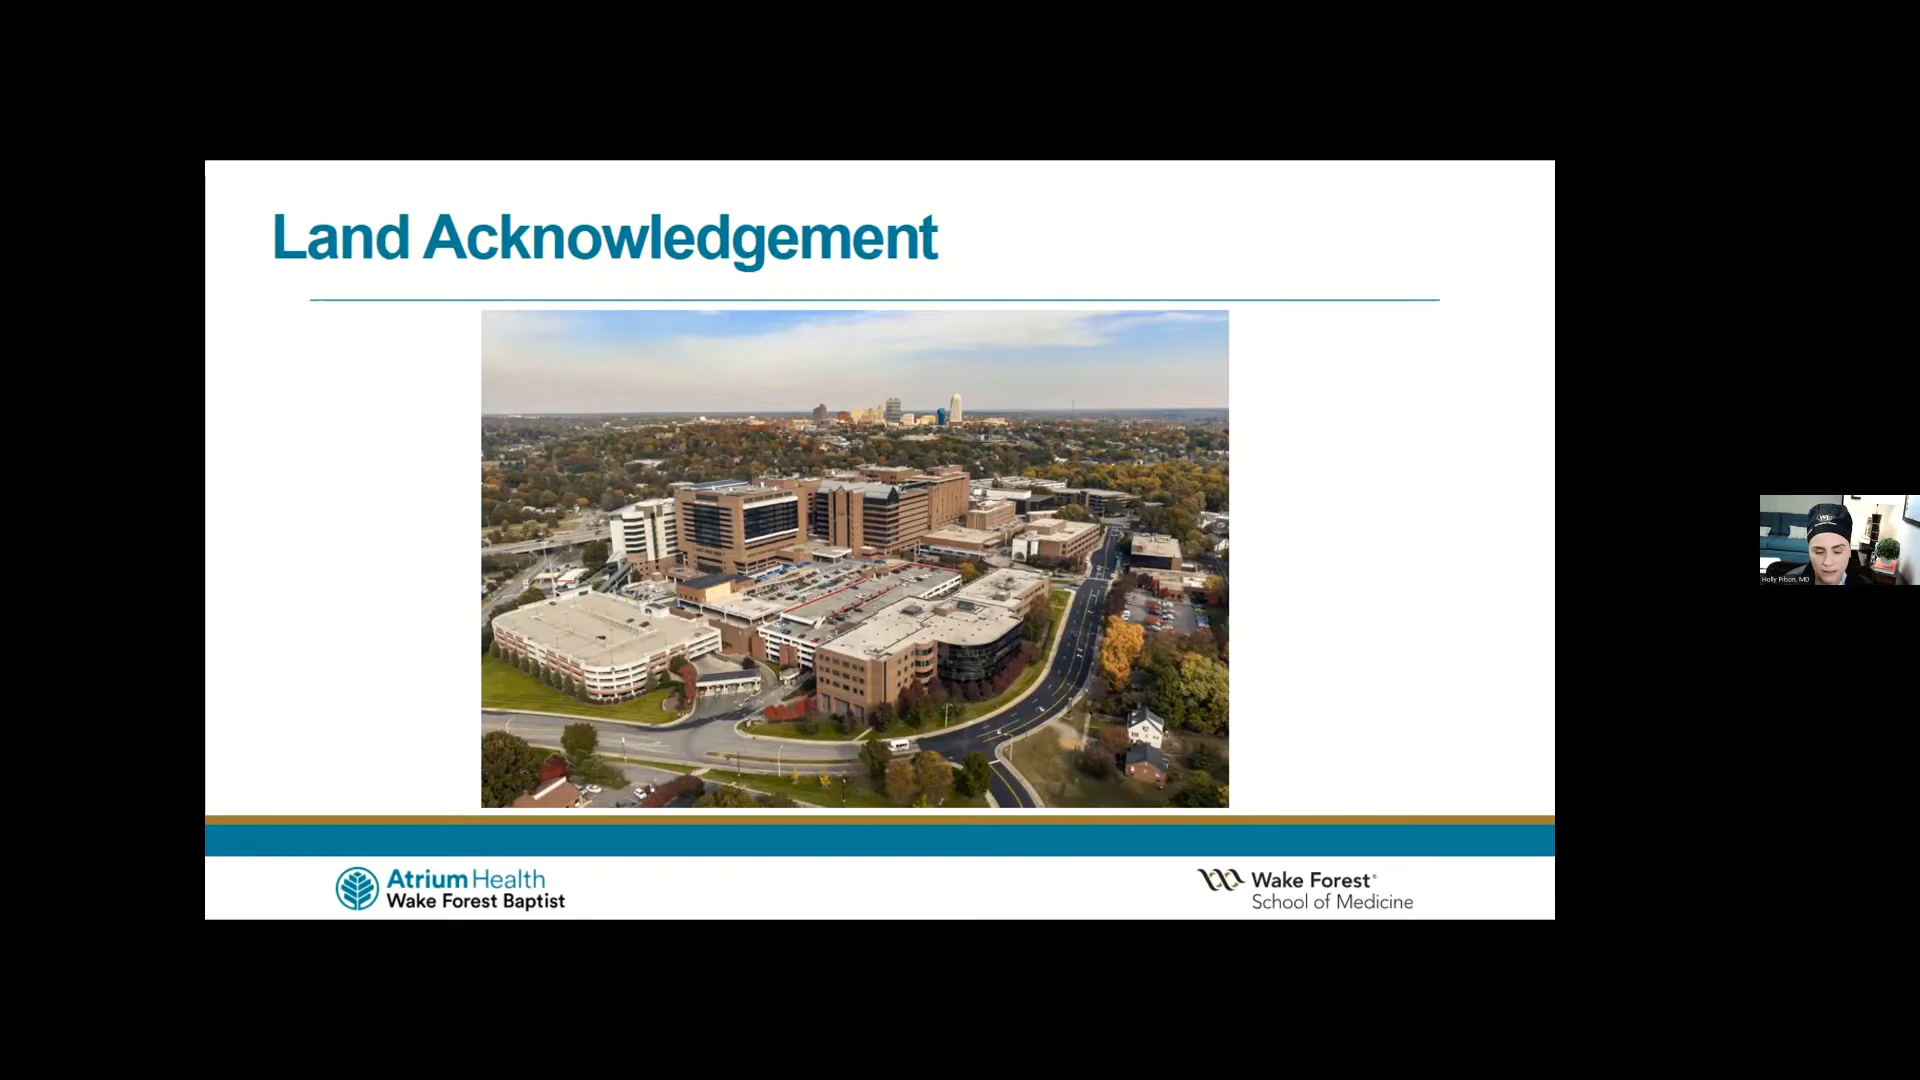 Land Acknowledgement
Atrium Health
Wake Forest Baptist
Wake Forest®
School of Medicine
Holly Pilson, MD